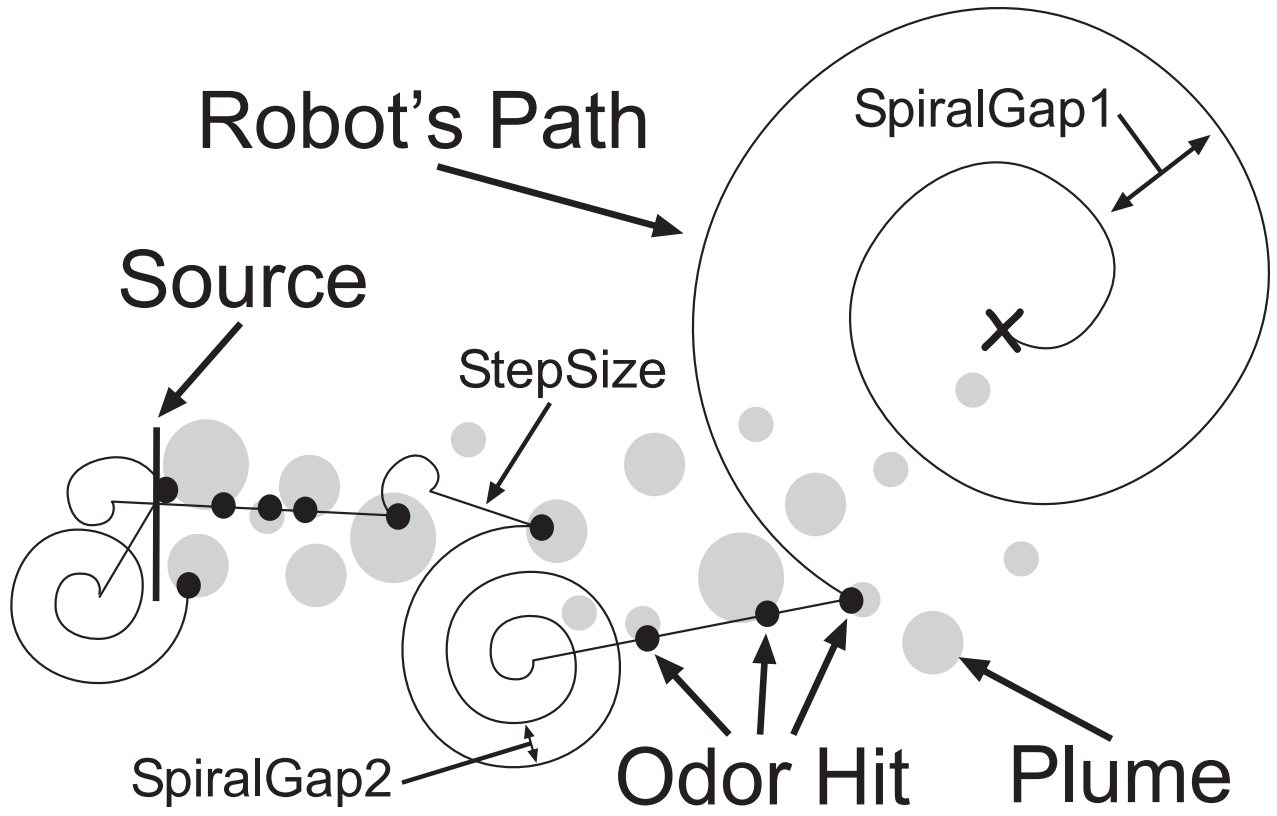 Robot's Path
SpiralGap1
Source
StepSize
SpiralGap2
Odor Hit
Plume